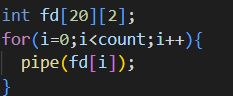 int fd[20][2];
for(i=0;i<count;i++){
  pipe(fd[i]);
}